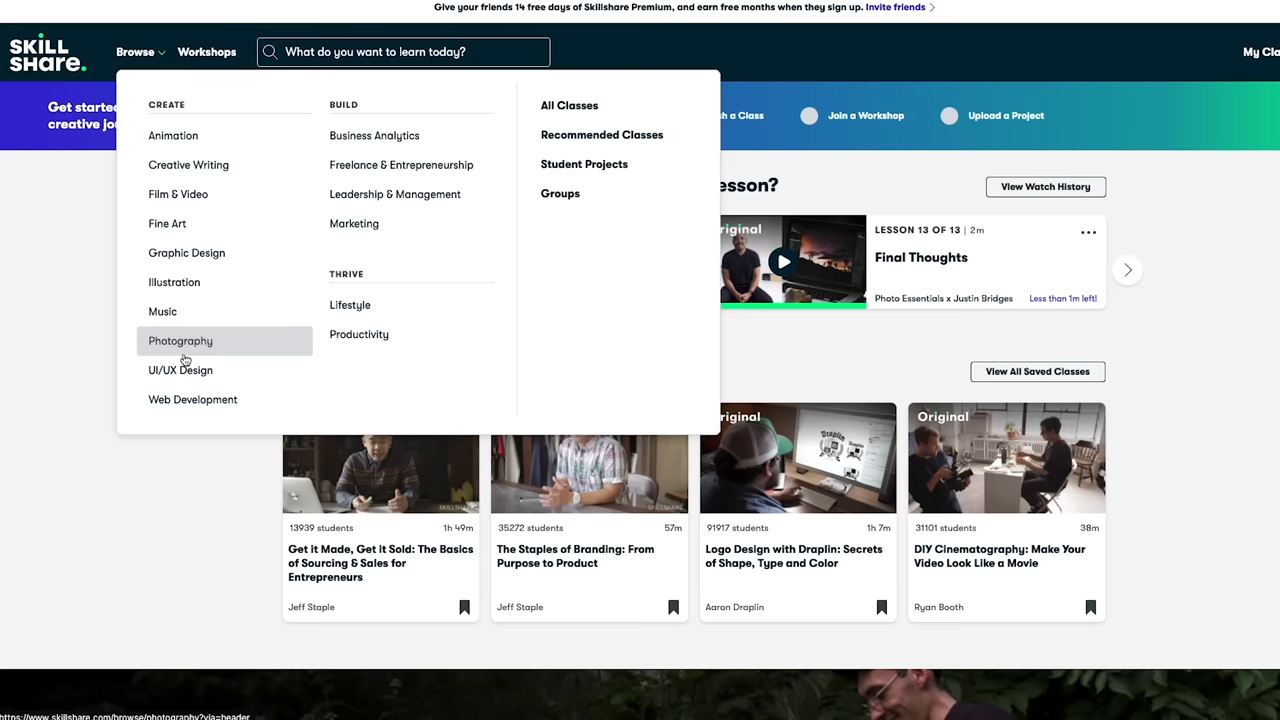 Give your friends 14 free days of Skillshare Premium, and earn free months when they sign up. Invite friends
SKILL
SHARE.
Browse
Workshops
What do you want to learn today?
My Cla
Get starte
creative jou
h a Class
Join a Workshop
Upload a Project
CREATE
Animation
Creative Writing
Film & Video
Fine Art
Graphic Design
Illustration
Music
Photography
UI/UX Design
Web Development
BUILD
Business Analytics
Freelance & Entrepreneurship
Leadership & Management
Marketing
THRIVE
Lifestyle
Productivity
All Classes
Recommended Classes
Student Projects
Groups
esson?
View Watch History
riginal
LESSON 13 OF 13 | 2m
Final Thoughts
Photo Essentials x Justin Bridges
Less than 1m left!
View All Saved Classes
SKILLSHARE
13939 students
1h 49m
Get it Made, Get it Sold: The Basics
of Sourcing & Sales for
Entrepreneurs
Jeff Staple
SKILLSHARE
35272 students
57m
The Staples of Branding: From
Purpose to Product
Jeff Staple
riginal
Draplin
91917 students
1h 7m
Logo Design with Draplin: Secrets
of Shape, Type and Color
Aaron Draplin
Original
31101 students
38m
DIY Cinematography: Make Your
Video Look Like a Movie
Ryan Booth
https://www.skillshare.com/browse/photography?via=header